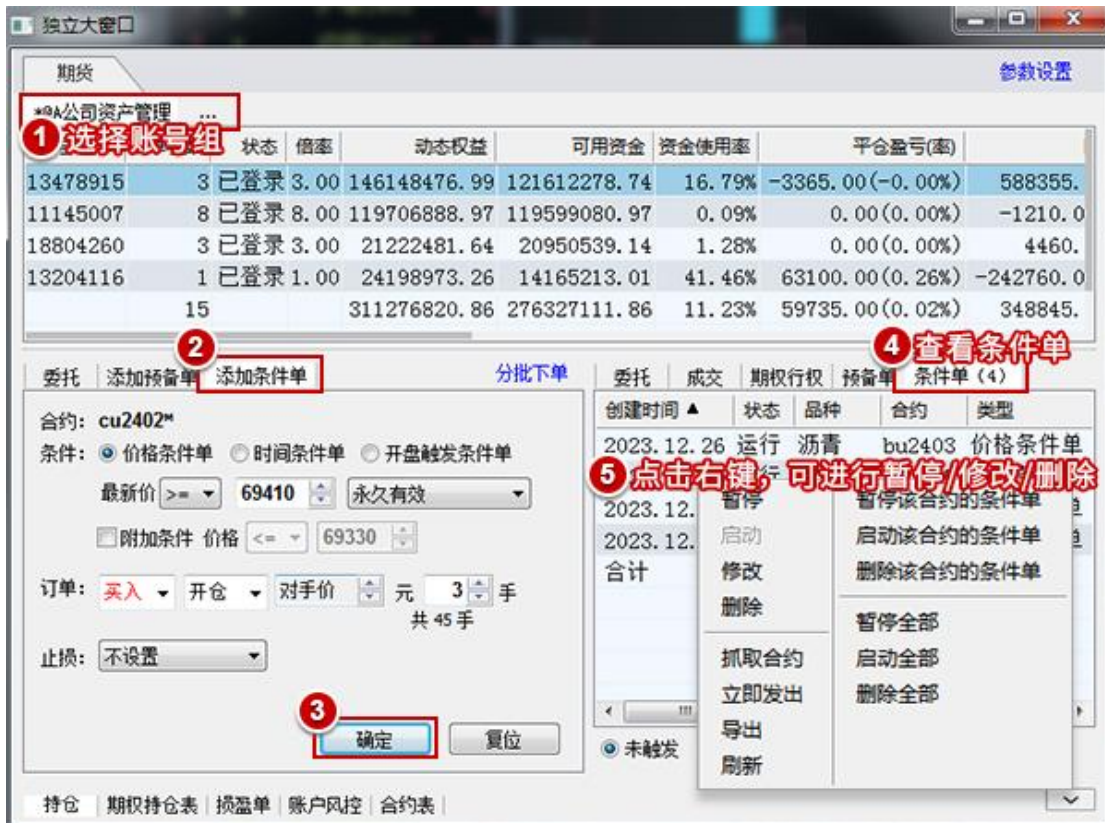 独立大窗口
期货
参数设置
*9A公司资产管理 ...
1 选择账号组
状态 倍率 动态权益 可用资金 资金使用率 平仓盈亏(率)
13478915 3 已登录 3.00 146148476.99 121612278.74 16.79% -3365.00(-0.00%) 588355.
11145007 8 已登录 8.00 119706888.97 119599080.97 0.09% 0.00(0.00%) -1210.0
18804260 3 已登录 3.00 21222481.64 20950539.14 1.28% 0.00(0.00%) 4460.
13204116 1 已登录 1.00 24198973.26 14165213.01 41.46% 63100.00(0.26%) -242760.0
15 311276820.86 276327111.86 11.23% 59735.00(0.02%) 348845.
2
委托 添加预备单 添加条件单 分批下单
合约: cu2402*
条件: 价格条件单 时间条件单 开盘触发条件单
最新价 >= 69410 永久有效
附加条件 价格 <= 69330
订单: 买入 开仓 对手价 元 3 手
共 45 手
止损: 不设置
3
确定 复位
4 查看条件单
委托 成交 期权行权 预备单 条件单 (4)
创建时间 ▲ 状态 品种 合约 类型
2023.12.26 运行 沥青 bu2403 价格条件单
5 点击右键，可进行暂停/修改/删除
2023.12.
2023.12.
合计
暂停 暂停该合约的条件单
启动 启动该合约的条件单
修改 删除该合约的条件单
删除
暂停全部
抓取合约 启动全部
立即发出 删除全部
导出
刷新
未触发
持仓 期权持仓表 损盈单 账户风控 合约表